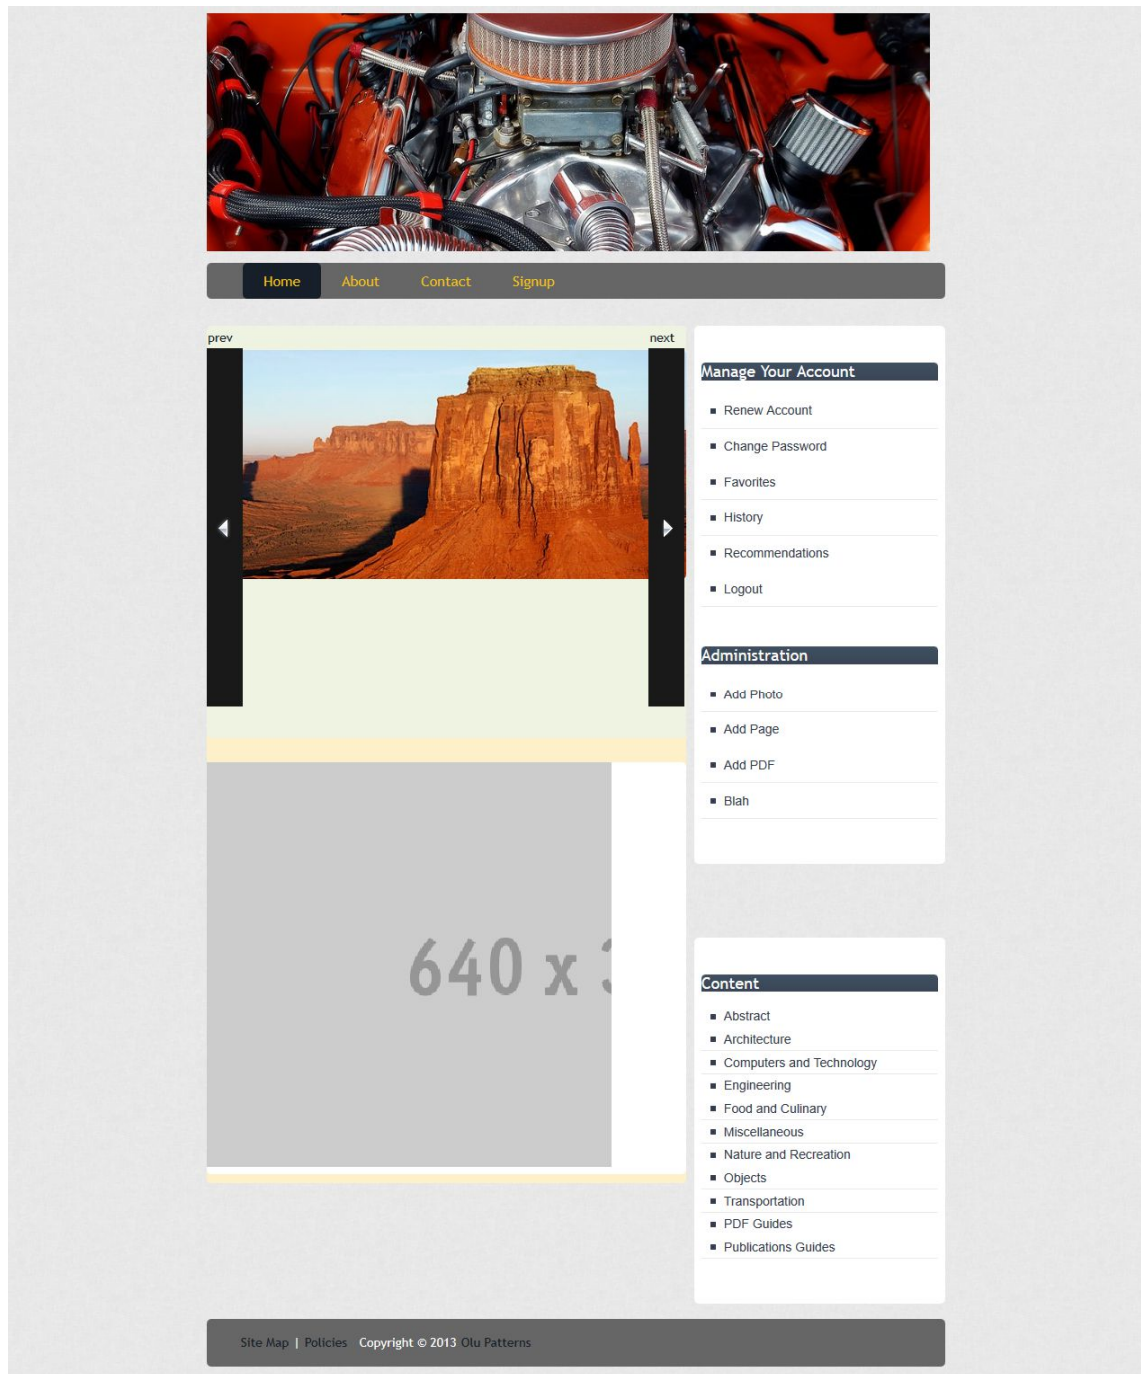 Home About Contact Signup
prev next
640 x
Manage Your Account
Renew Account
Change Password
Favorites
History
Recommendations
Logout
Administration
Add Photo
Add Page
Add PDF
Blah
Content
Abstract
Architecture
Computers and Technology
Engineering
Food and Culinary
Miscellaneous
Nature and Recreation
Objects
Transportation
PDF Guides
Publications Guides
Site Map | Policies Copyright © 2013 Olu Patterns